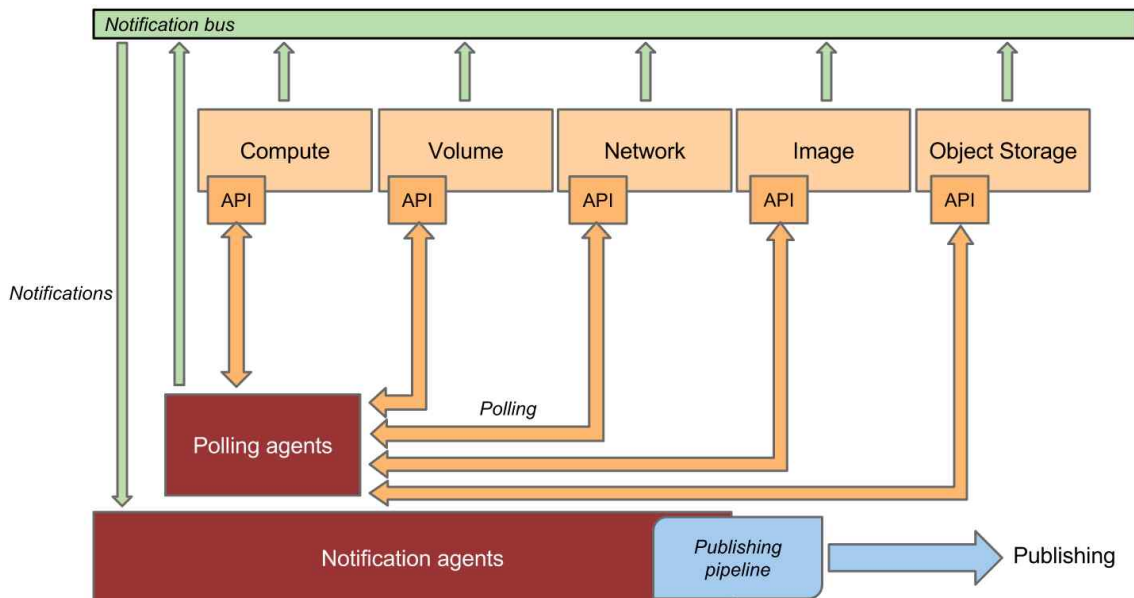 Notification bus
Compute
Volume
Network
Image
Object Storage
API
API
API
API
API
Notifications
Polling
Polling agents
Notification agents
Publishing
pipeline
Publishing